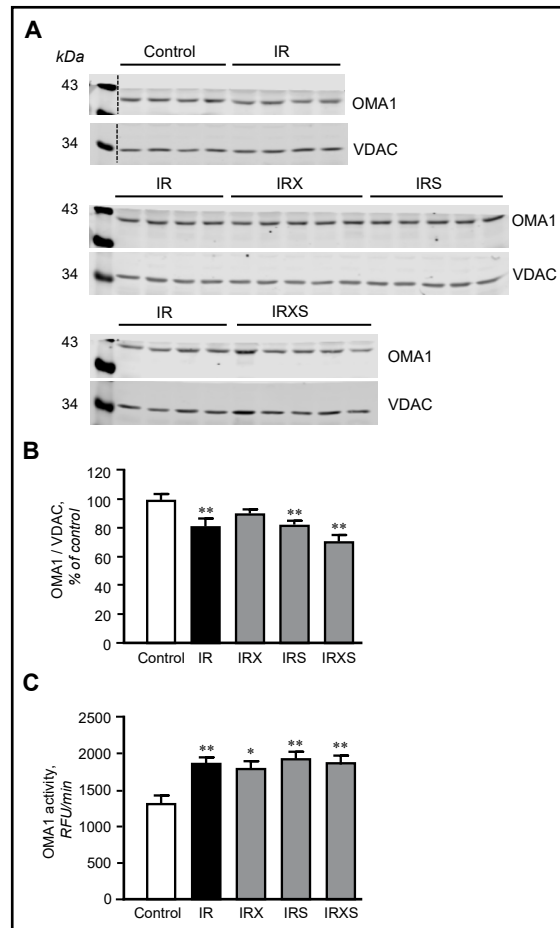 A
kDa
Control IR
43
OMA1
34
VDAC
IR IRX IRS
43
OMA1
34
VDAC
IR IRXS
43
OMA1
34
VDAC
B
OMA1 / VDAC,
% of control
120
100
80
60
40
20
0
** ** **
Control IR IRX IRS IRXS
C
OMA1 activity,
RFU/min
2500
2000
1500
1000
500
0
** * ** **
Control IR IRX IRS IRXS